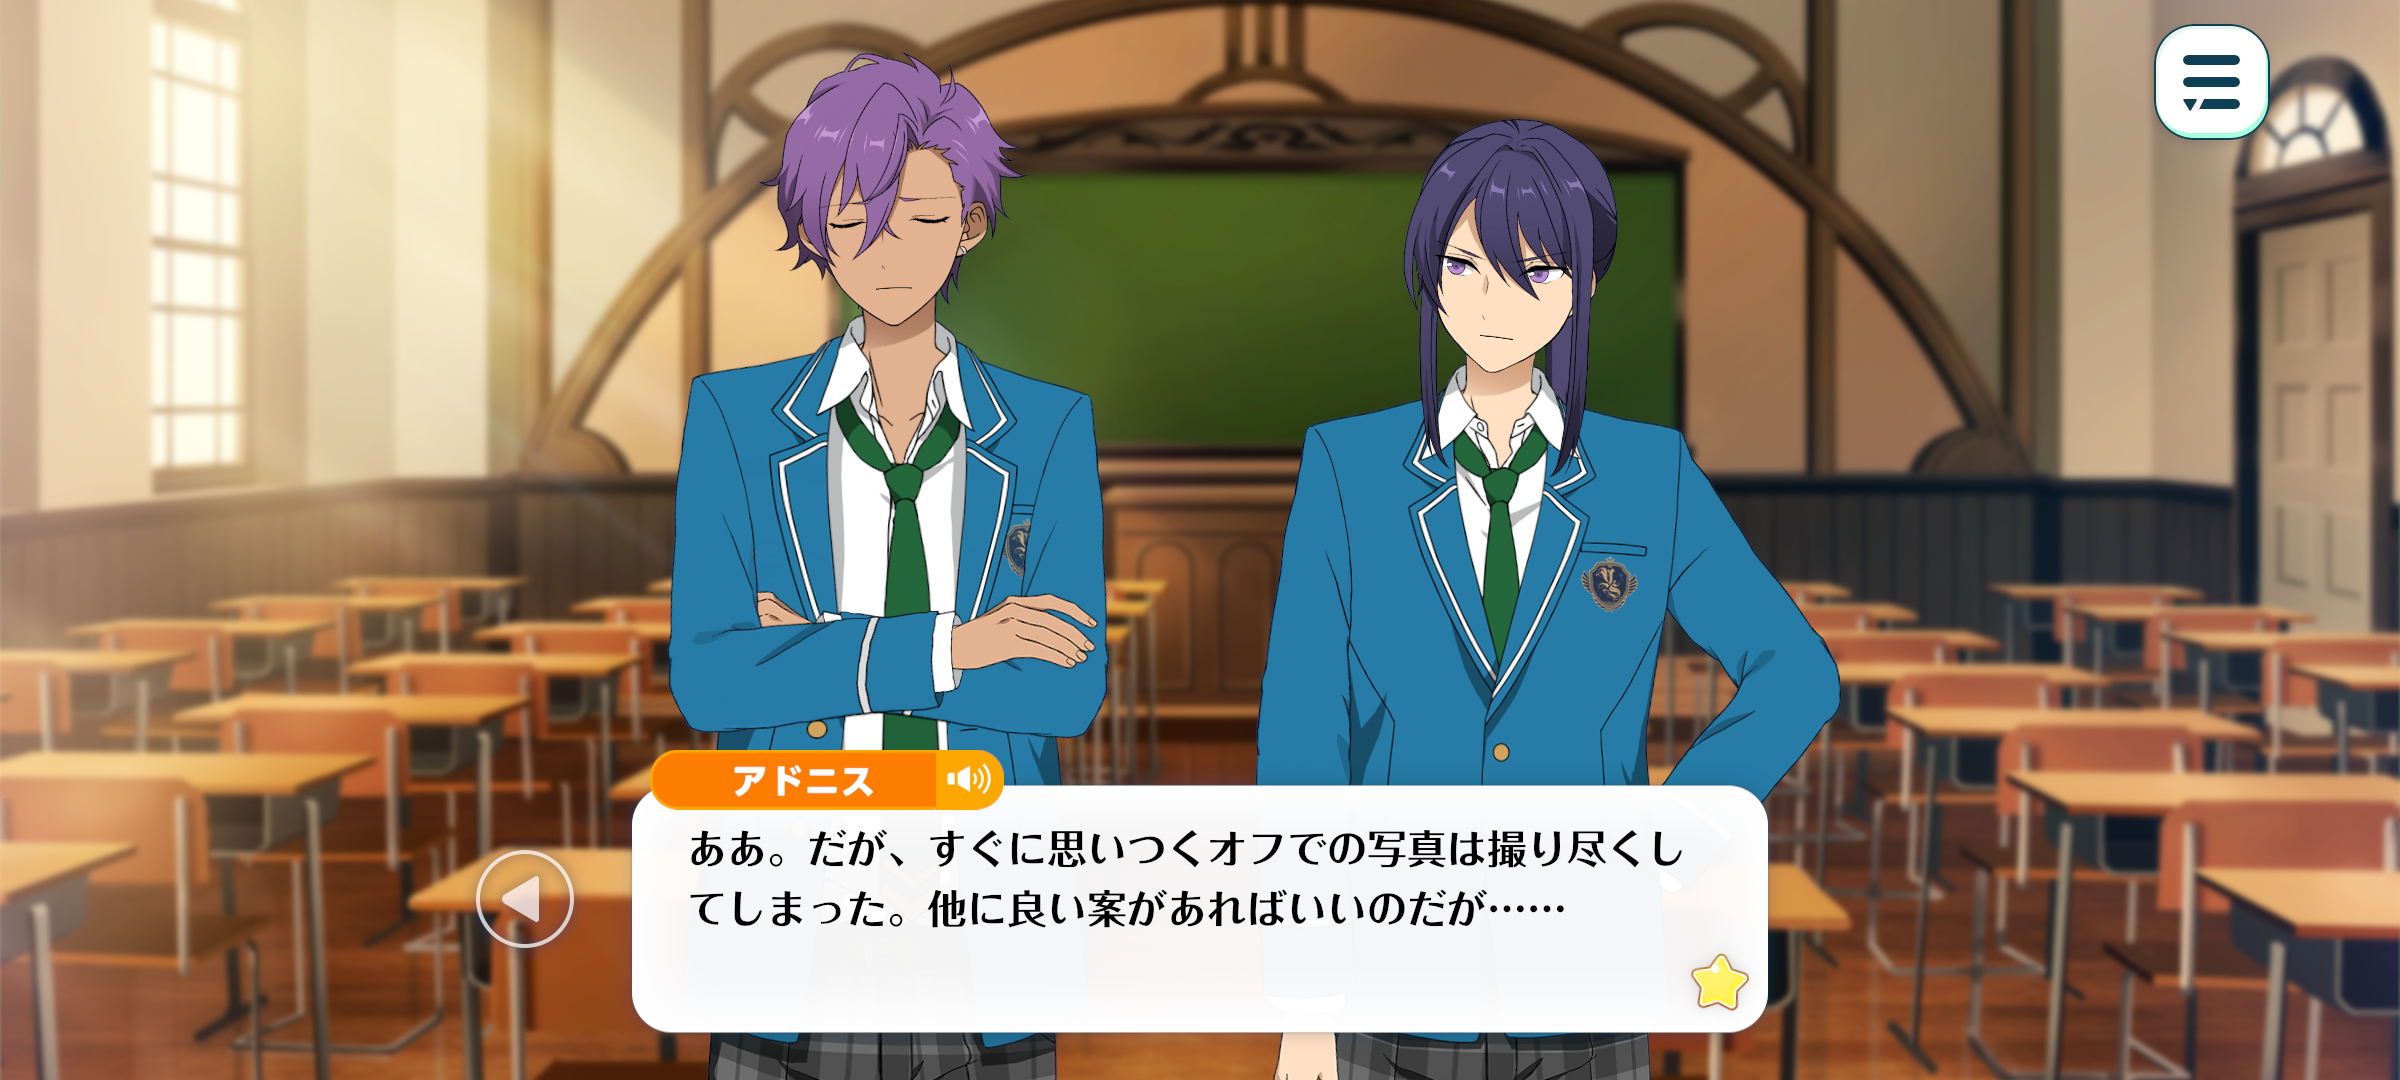 アドニス
ああ。だが、すぐに思いつくオフでの写真は撮り尽くし
てしまった。他に良い案があればいいのだが……